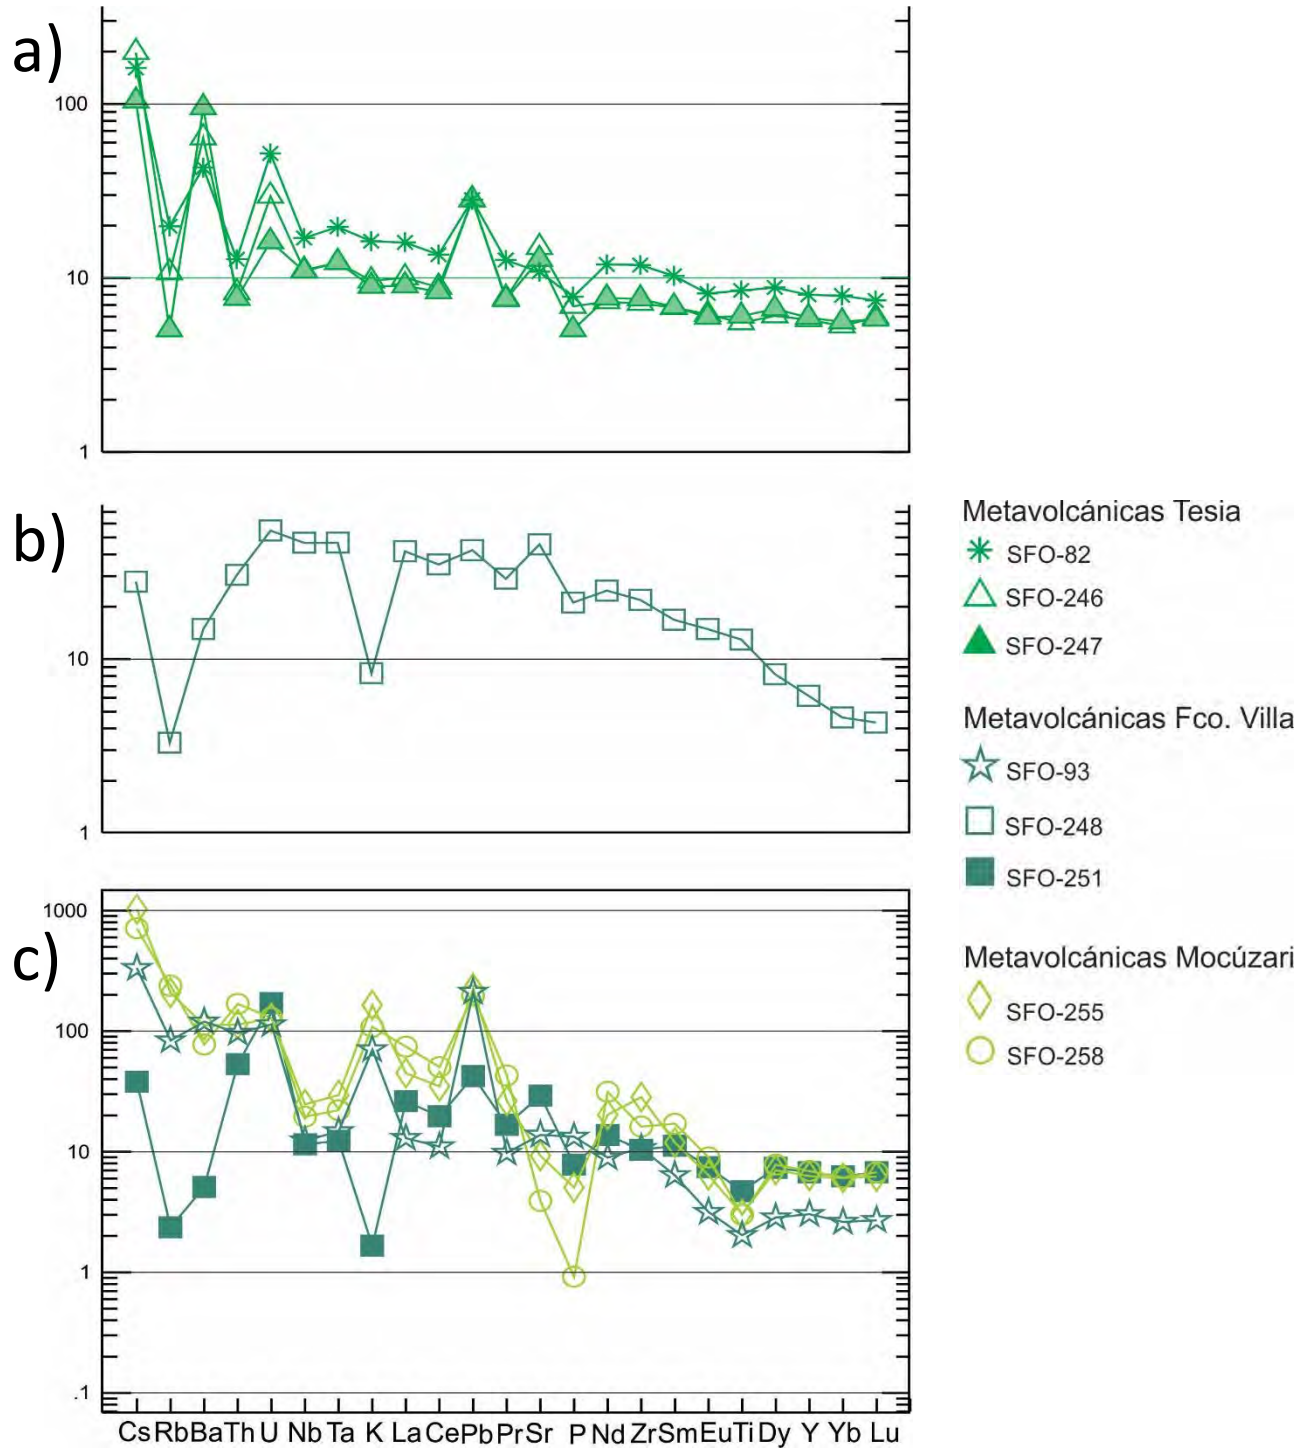 a)
100
10
1
b)
10
1
Metavolcánicas Tesia
SFO-82
SFO-246
SFO-247
Metavolcánicas Fco. Villa
SFO-93
SFO-248
SFO-251
Metavolcánicas Mocúzari
SFO-255
SFO-258
c)
1000
100
10
1
.1
Cs Rb Ba Th U Nb Ta K La Ce Pb Pr Sr P Nd Zr Sm Eu Ti Dy Y Yb Lu